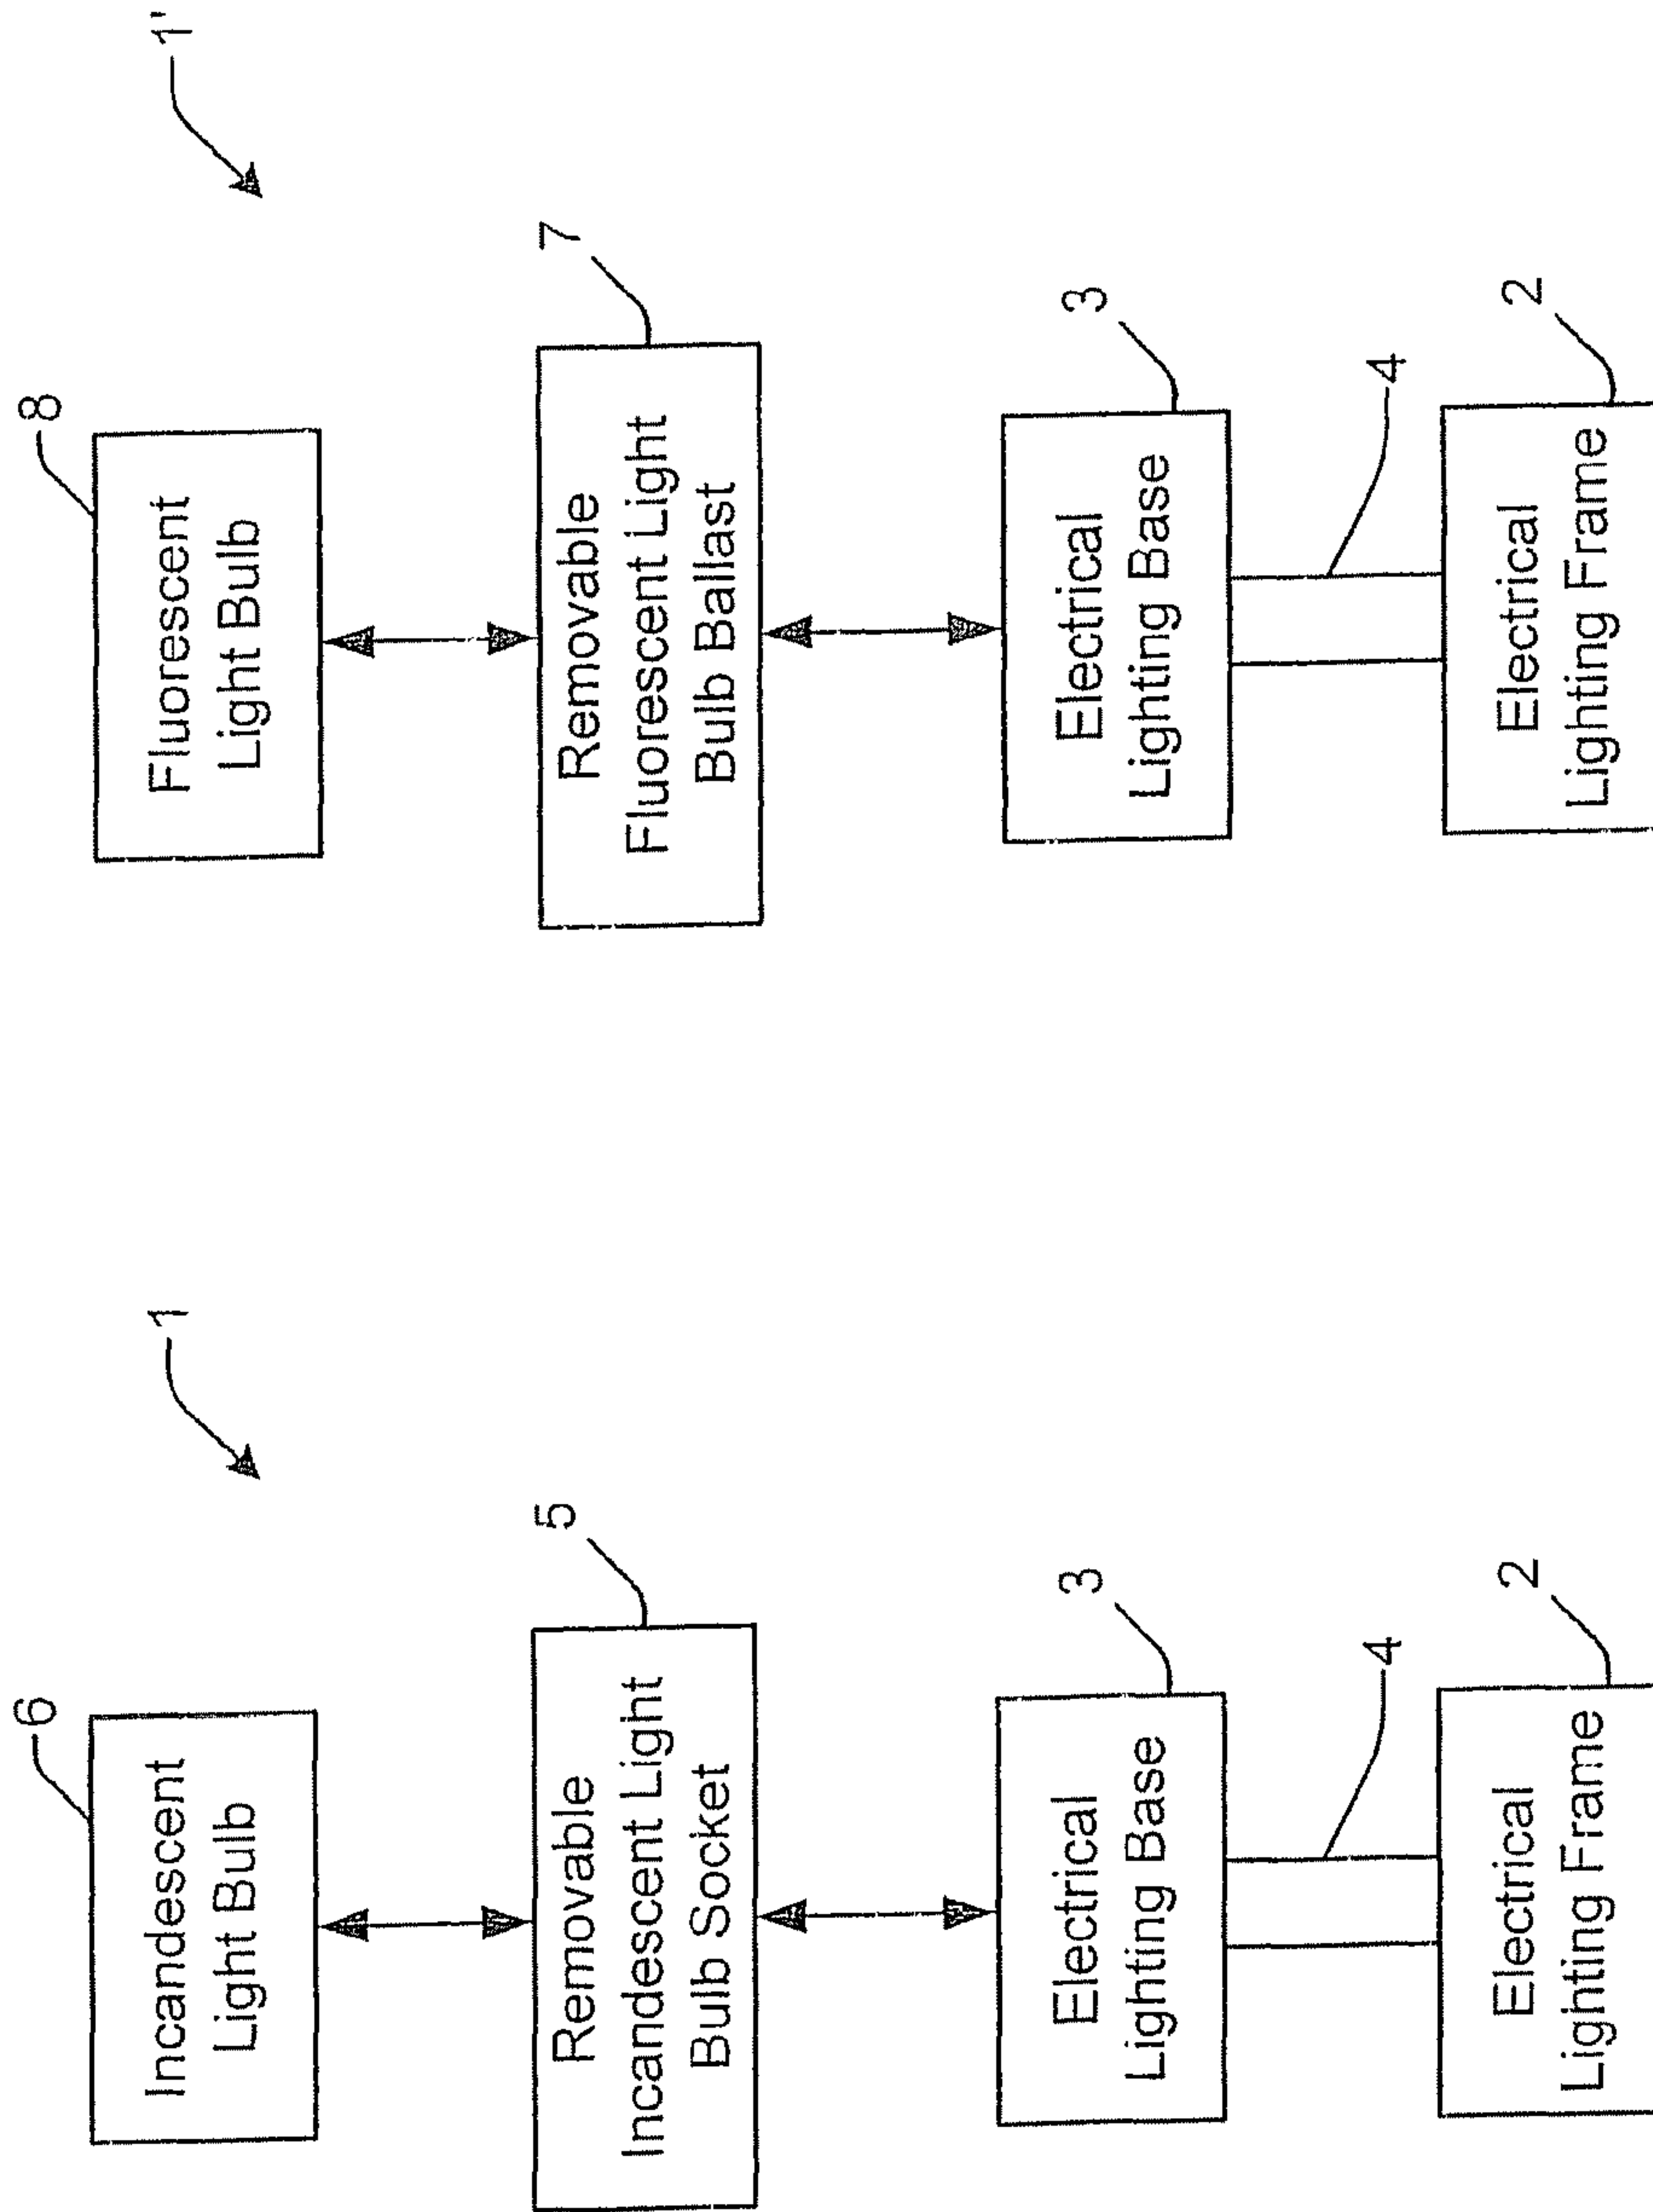 6
Incandescent
Light Bulb
1
Removable
Incandescent Light
Bulb Socket
5
Electrical
Lighting Base
3
4
Electrical
Lighting Frame
2
8
Fluorescent
Light Bulb
1'
Removable
Fluorescent Light
Bulb Ballast
7
Electrical
Lighting Base
3
4
Electrical
Lighting Frame
2